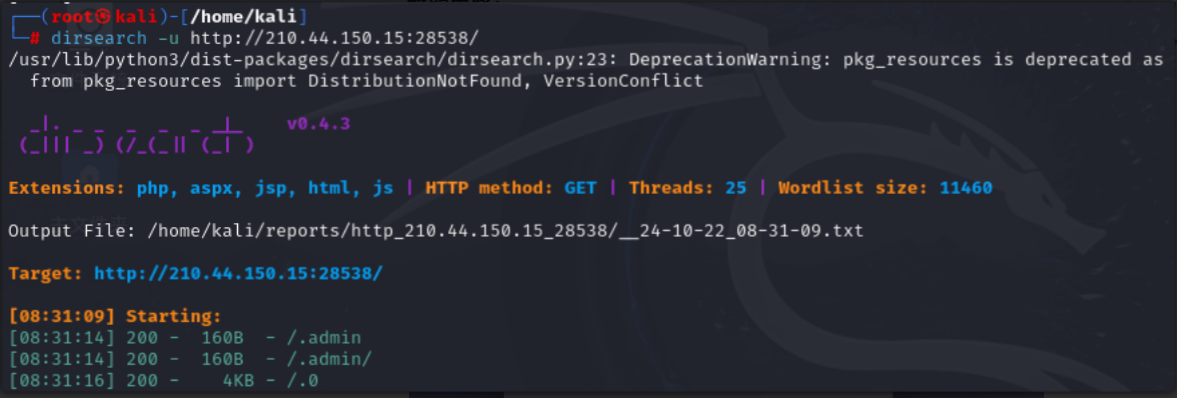 ┌──(root㉿kali)-[/home/kali]
└─# dirsearch -u http://210.44.150.15:28538/
/usr/lib/python3/dist-packages/dirsearch/dirsearch.py:23: DeprecationWarning: pkg_resources is deprecated as
  from pkg_resources import DistributionNotFound, VersionConflict
v0.4.3
Extensions: php, aspx, jsp, html, js | HTTP method: GET | Threads: 25 | Wordlist size: 11460
Output File: /home/kali/reports/http_210.44.150.15_28538/__24-10-22_08-31-09.txt
Target: http://210.44.150.15:28538/
[08:31:09] Starting:
[08:31:14] 200 -  160B  - /.admin
[08:31:14] 200 -  160B  - /.admin/
[08:31:16] 200 -    4KB - /.0